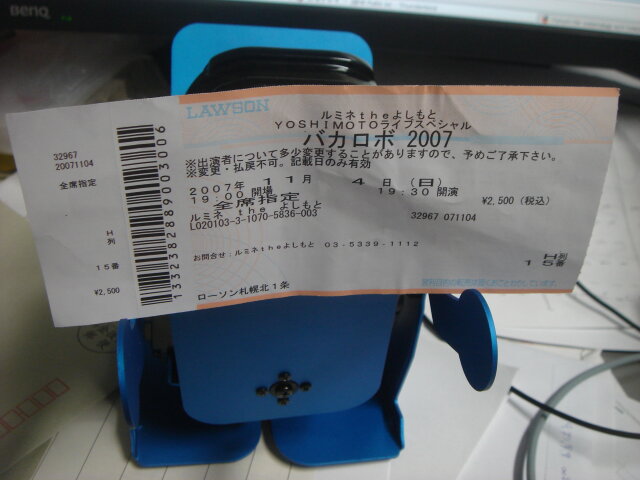 BenQ
LAWSON
ルミネtheよしもと
YOSHIMOTOライブスペシャル
バカロボ 2007
※出演者について多少変更することがありますので、予めご了承下さい。
※変更・払戻不可。記載日のみ有効
2007年 11月 4日(日)
19:00 開場 19:30 開演
全席指定 ¥2,500(税込)
ルミネ the よしもと
L020103-3-1070-5836-003 32967 071104
お問合せ:ルミネtheよしもと 03-5339-1112
H列
15番
ローソン札幌北1条
32967
20071104
全席指定
H
列
15番
¥2,500
1332382889003006